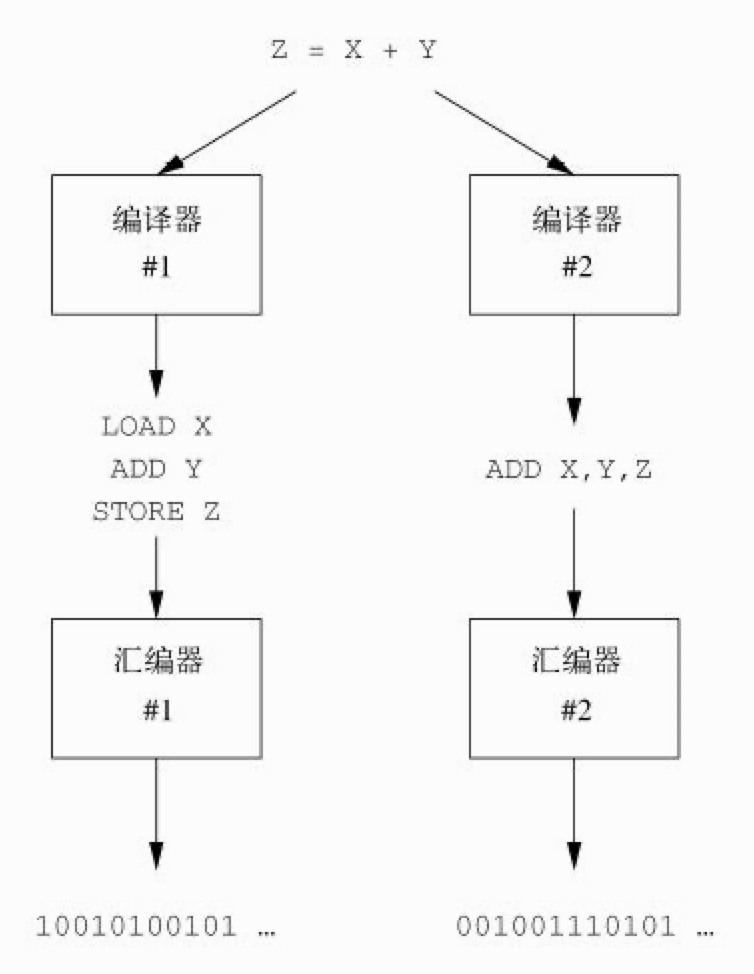 Z = X + Y
编译器
#1
编译器
#2
LOAD X
ADD Y
STORE Z
ADD X,Y,Z
汇编器
#1
汇编器
#2
10010100101 …
001001110101 …